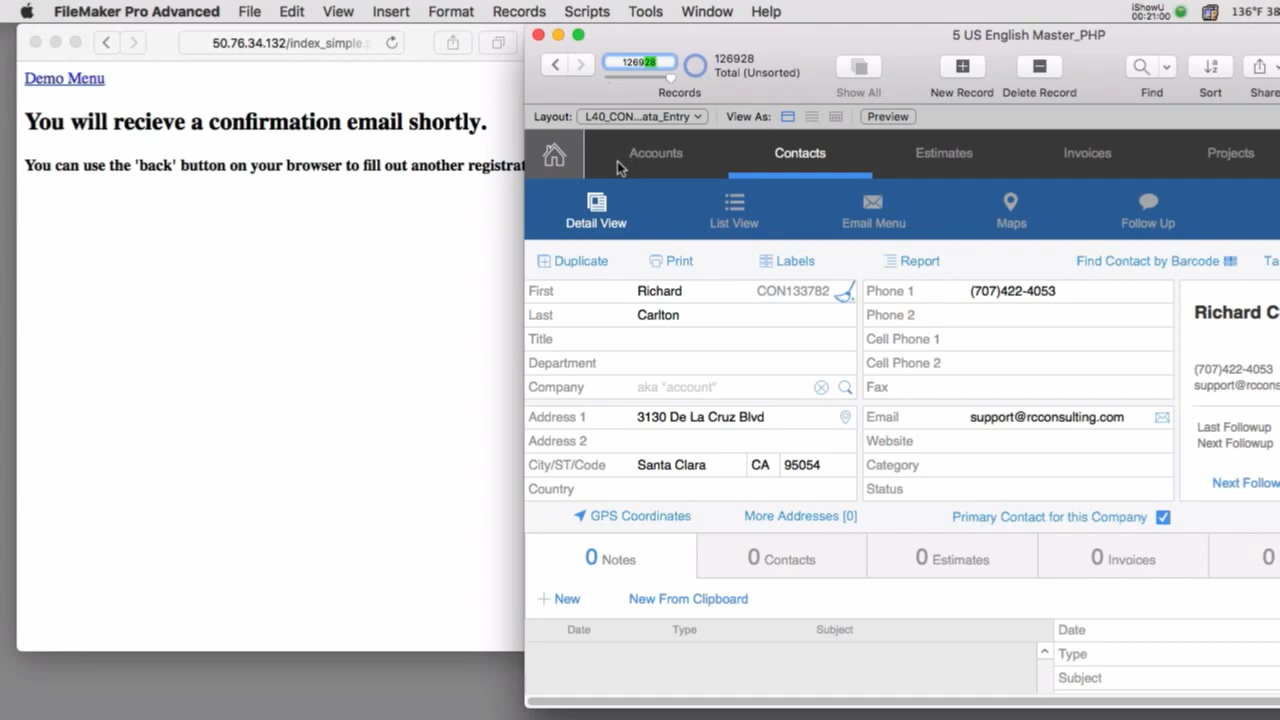 FileMaker Pro Advanced File Edit View Insert Format Records Scripts Tools Window Help
iShowU
00:21:00
136°F 38
50.76.34.132/index_simple.
Demo Menu
You will recieve a confirmation email shortly.
You can use the 'back' button on your browser to fill out another registrat
5 US English Master_PHP
126928
126928
Total (Unsorted)
Records
Show All
New Record
Delete Record
Find
Sort
Share
Layout: L40_CON...ata_Entry View As: Preview
Accounts Contacts Estimates Invoices Projects
Detail View List View Email Menu Maps Follow Up
Duplicate Print Labels Report Find Contact by Barcode Ta
First Richard CON133782
Last Carlton
Title
Department
Company aka "account"
Address 1 3130 De La Cruz Blvd
Address 2
City/ST/Code Santa Clara CA 95054
Country
Phone 1 (707)422-4053
Phone 2
Cell Phone 1
Cell Phone 2
Fax
Email support@rcconsulting.com
Website
Category
Status
Richard C
(707)422-4053
support@rccons
Last Followup
Next Followup
Next Follow
GPS Coordinates More Addresses [0] Primary Contact for this Company
0 Notes 0 Contacts 0 Estimates 0 Invoices 0
New New From Clipboard
Date Type Subject
Date
Type
Subject